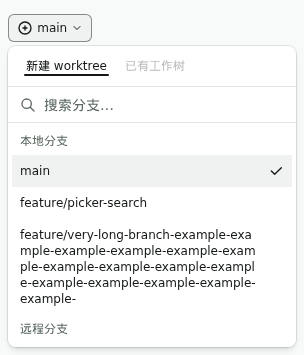 main
新建 worktree 已有工作树
搜索分支...
本地分支
main
feature/picker-search
feature/very-long-branch-example-exa
mple-example-example-example-exam
ple-example-example-example-exampl
e-example-example-example-example-
example-
远程分支